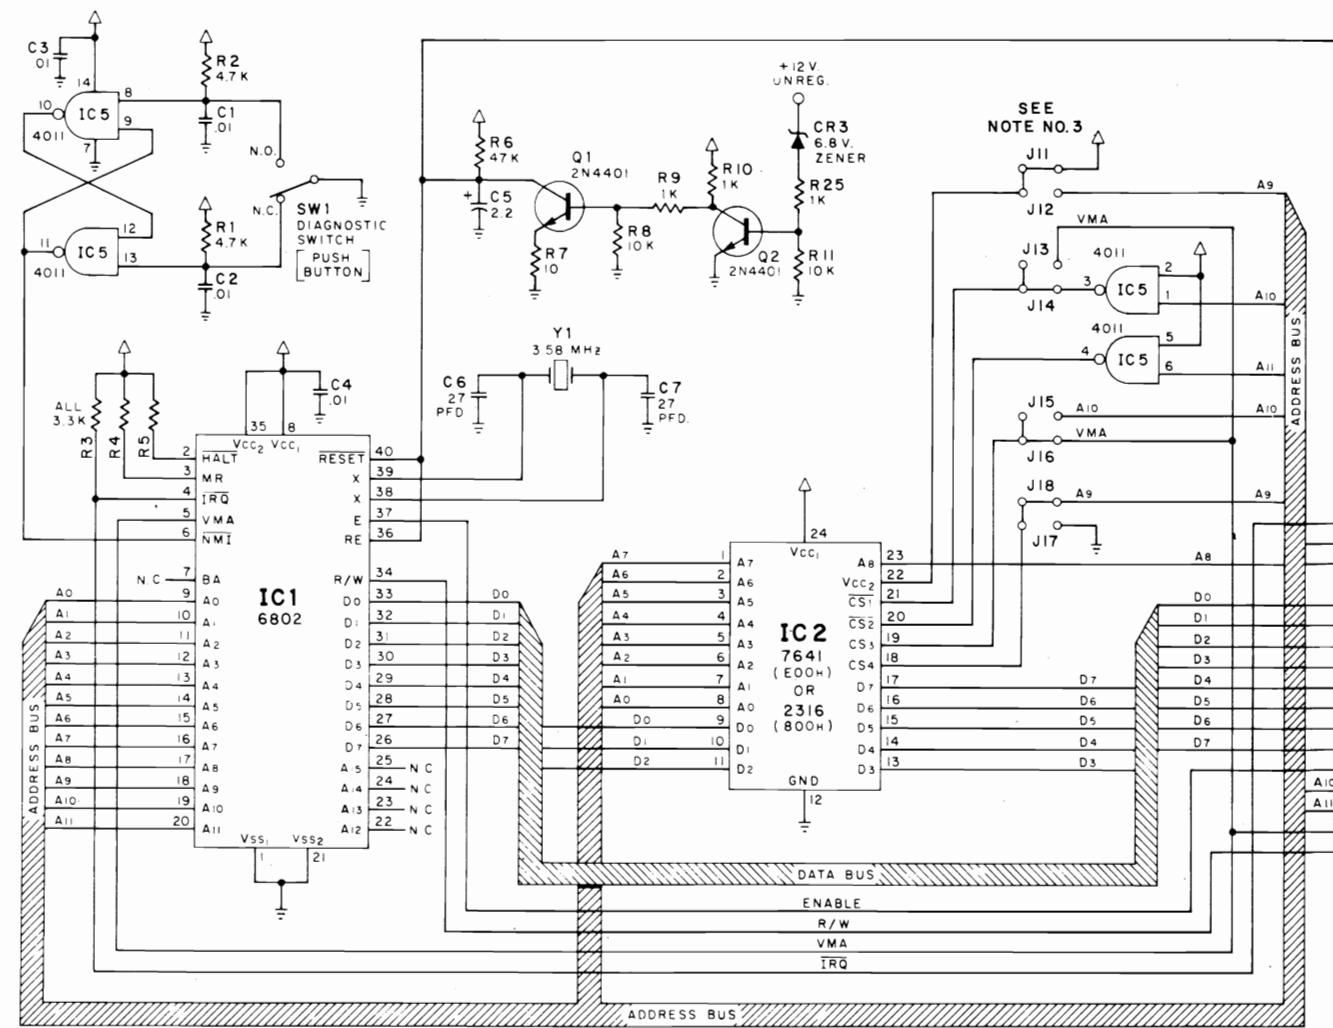 C3
.01
14
10
IC5
4011
7
8
9
R2
4.7K
C1
.01
N.O.
N.C.
SW1
DIAGNOSTIC
SWITCH
[PUSH
BUTTON]
11
IC5
4011
12
13
R1
4.7K
C2
.01
R6
47K
+
C5
2.2
Q1
2N4401
R7
10
R8
10K
R9
1K
R10
1K
Q2
2N4401
+12V.
UNREG.
CR3
6.8V.
ZENER
R25
1K
R11
10K
SEE
NOTE NO.3
J11
J12
A9
VMA
J13
J14
4011
3
IC5
2
1
A10
4011
4
IC5
5
6
A11
J15
A10
A10
J16
VMA
J18
A9
A9
J17
ADDRESS BUS
Y1
3.58 MHz
C6
27
PFD
C7
27
PFD.
ALL
3.3K
R3
R4
R5
C4
.01
35
8
VCC2
VCC1
2
HALT
RESET
40
3
MR
X
39
4
IRQ
X
38
5
VMA
E
37
6
NMI
RE
36
N.C
7
BA
R/W
34
IC1
6802
A0
9
A0
D0
33
D0
A1
10
A1
D1
32
D1
A2
11
A2
D2
31
D2
A3
12
A3
D3
30
D3
A4
13
A4
D4
29
D4
A5
14
A5
D5
28
D5
A6
15
A6
D6
27
D6
A7
16
A7
D7
26
D7
A8
17
A8
A15
25
N C
A9
18
A9
A14
24
N C
A10
19
A10
A13
23
N C
A11
20
A11
A12
22
N C
VSS1
VSS2
1
21
ADDRESS BUS
24
VCC1
A7
1
A7
A8
23
A8
A6
2
A6
VCC2
22
A5
3
A5
CS1
21
A4
4
A4
CS2
20
A3
5
A3
CS3
19
A2
6
A2
CS4
18
A1
7
A1
D7
17
D7
A0
8
A0
D6
16
D6
D0
9
D0
D5
15
D5
D1
10
D1
D4
14
D4
D2
11
D2
D3
13
D3
IC2
7641
(E00H)
OR
2316
(800H)
GND
12
D0
D1
D2
D3
D4
D5
D6
D7
A10
A11
DATA BUS
ENABLE
R/W
VMA
IRQ
ADDRESS BUS